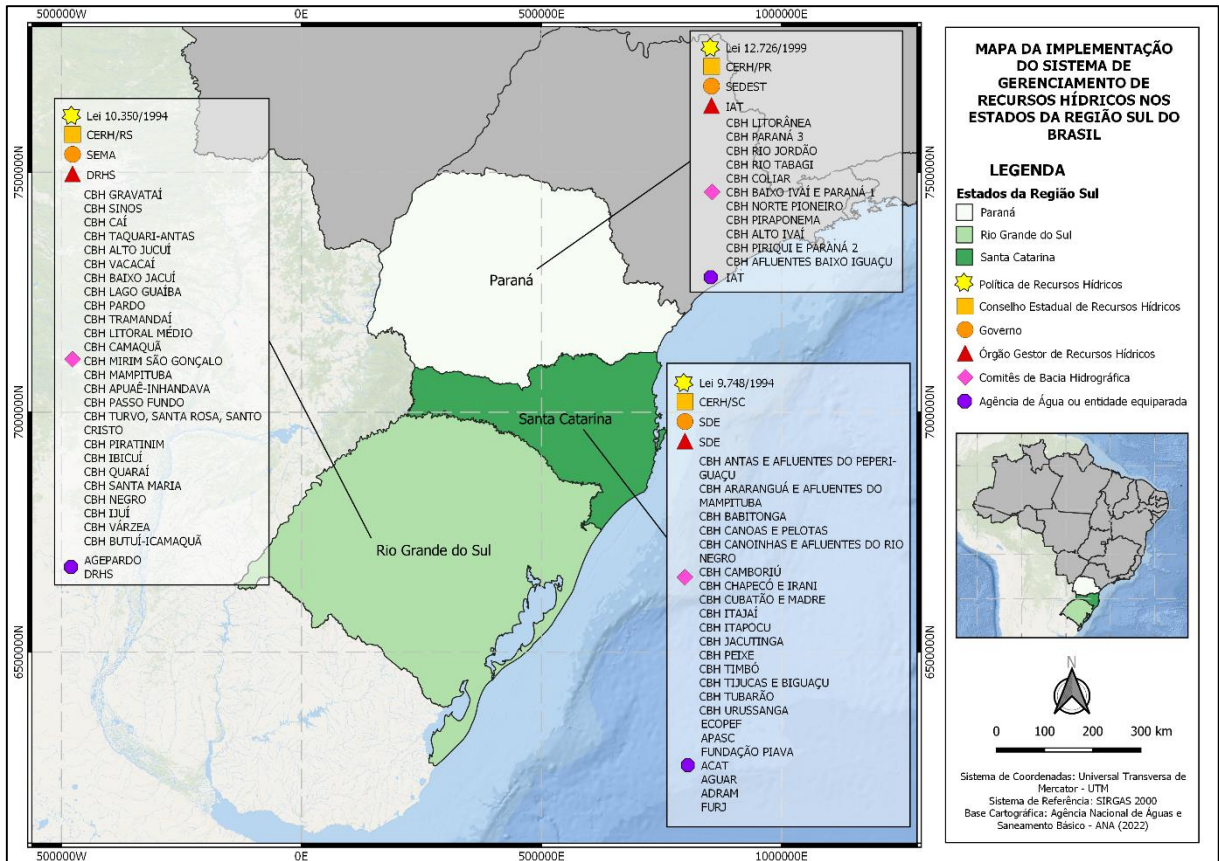 500000W 0E 500000E 1000000E
7500000N
7000000N
6500000N
Lei 10.350/1994
CERH/RS
SEMA
DRHS
CBH GRAVATAÍ
CBH SINOS
CBH CAÍ
CBH TAQUARI-ANTAS
CBH ALTO JUCUÍ
CBH VACACAÍ
CBH BAIXO JACUÍ
CBH LAGO GUAÍBA
CBH PARDO
CBH TRAMANDAÍ
CBH LITORAL MÉDIO
CBH CAMAQUÃ
CBH MIRIM SÃO GONÇALO
CBH MAMPITUBA
CBH APUAÊ-INHANDAVA
CBH PASSO FUNDO
CBH TURVO, SANTA ROSA, SANTO
CRISTO
CBH PIRATINIM
CBH IBICUÍ
CBH QUARAÍ
CBH SANTA MARIA
CBH NEGRO
CBH IJUÍ
CBH VÁRZEA
CBH BUTUÍ-ICAMAQUÃ
AGEPARDO
DRHS
Lei 12.726/1999
CERH/PR
SEDEST
IAT
CBH LITORÂNEA
CBH PARANÁ 3
CBH RIO JORDÃO
CBH RIO TABAGI
CBH COLIAR
CBH BAIXO IVAÍ E PARANÁ 1
CBH NORTE PIONEIRO
CBH PIRAPONEMA
CBH ALTO IVAÍ
CBH PIRIQUI E PARANÁ 2
CBH AFLUENTES BAIXO IGUAÇU
IAT
Paraná
Santa Catarina
Rio Grande do Sul
Lei 9.748/1994
CERH/SC
SDE
SDE
CBH ANTAS E AFLUENTES DO PEPERI-
GUAÇU
CBH ARARANGUÁ E AFLUENTES DO
MAMPITUBA
CBH BABITONGA
CBH CANOAS E PELOTAS
CBH CANOINHAS E AFLUENTES DO RIO
NEGRO
CBH CAMBORIÚ
CBH CHAPECÓ E IRANI
CBH CUBATÃO E MADRE
CBH ITAJAÍ
CBH ITAPOCU
CBH JACUTINGA
CBH PEIXE
CBH TIMBÓ
CBH TIJUCAS E BIGUAÇU
CBH TUBARÃO
CBH URUSSANGA
ECOPEF
APASC
FUNDAÇÃO PIAVA
ACAT
AGUAR
ADRAM
FURJ
7500000N
7000000N
6500000N
500000W 0E 500000E 1000000E
MAPA DA IMPLEMENTAÇÃO
DO SISTEMA DE
GERENCIAMENTO DE
RECURSOS HÍDRICOS NOS
ESTADOS DA REGIÃO SUL DO
BRASIL
LEGENDA
Estados da Região Sul
Paraná
Rio Grande do Sul
Santa Catarina
Política de Recursos Hídricos
Conselho Estadual de Recursos Hídricos
Governo
Órgão Gestor de Recursos Hídricos
Comitês de Bacia Hidrográfica
Agência de Água ou entidade equiparada
N
0 100 200 300 km
Sistema de Coordenadas: Universal Transversa de
Mercator - UTM
Sistema de Referência: SIRGAS 2000
Base Cartográfica: Agência Nacional de Águas e
Saneamento Básico - ANA (2022)